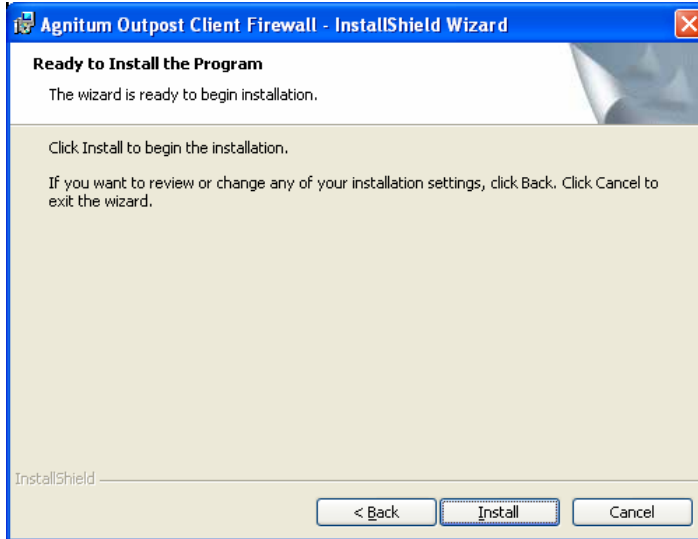 Agnitum Outpost Client Firewall - InstallShield Wizard
Ready to Install the Program
The wizard is ready to begin installation.
Click Install to begin the installation.
If you want to review or change any of your installation settings, click Back. Click Cancel to
exit the wizard.
InstallShield
< Back Install Cancel